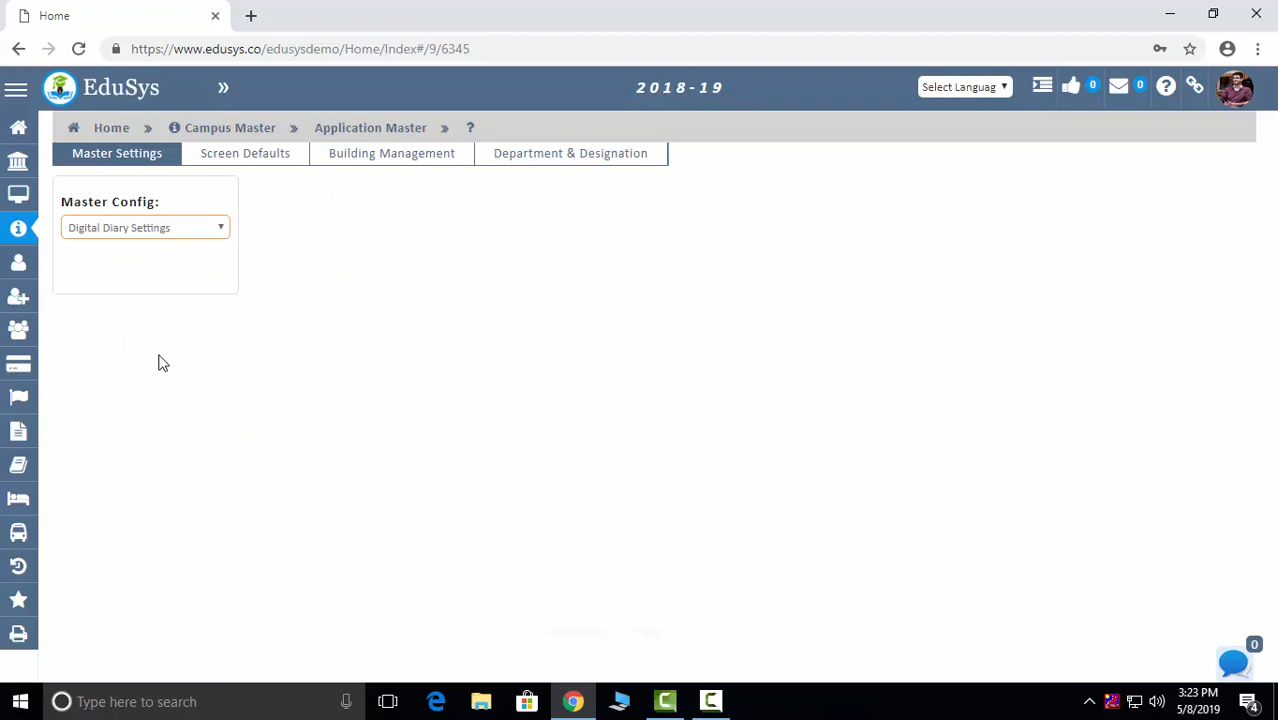 Home
https://www.edusys.co/edusysdemo/Home/Index#/9/6345
EduSys
»
2018-19
Select Languag
0
0
Home » Campus Master » Application Master » ?
Master Settings
Screen Defaults
Building Management
Department & Designation
Master Config:
Digital Diary Settings
0
Type here to search
3:23 PM
5/8/2019
4